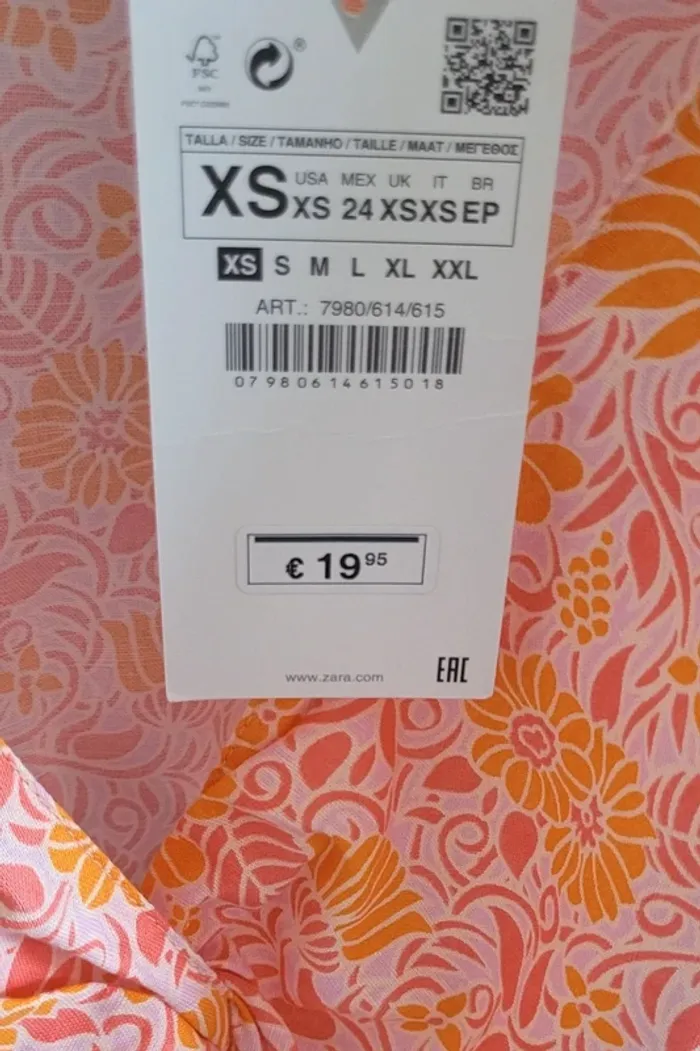 FSC
®
TALLA / SIZE / TAMANHO / TAILLE / MAAT / ΜΕΓΕΘΟΣ
XS USA MEX UK IT BR
XS 24 XS XS EP
XS S M L XL XXL
ART.: 7980/614/615
07980614615018
€ 19 95
www.zara.com
EAC